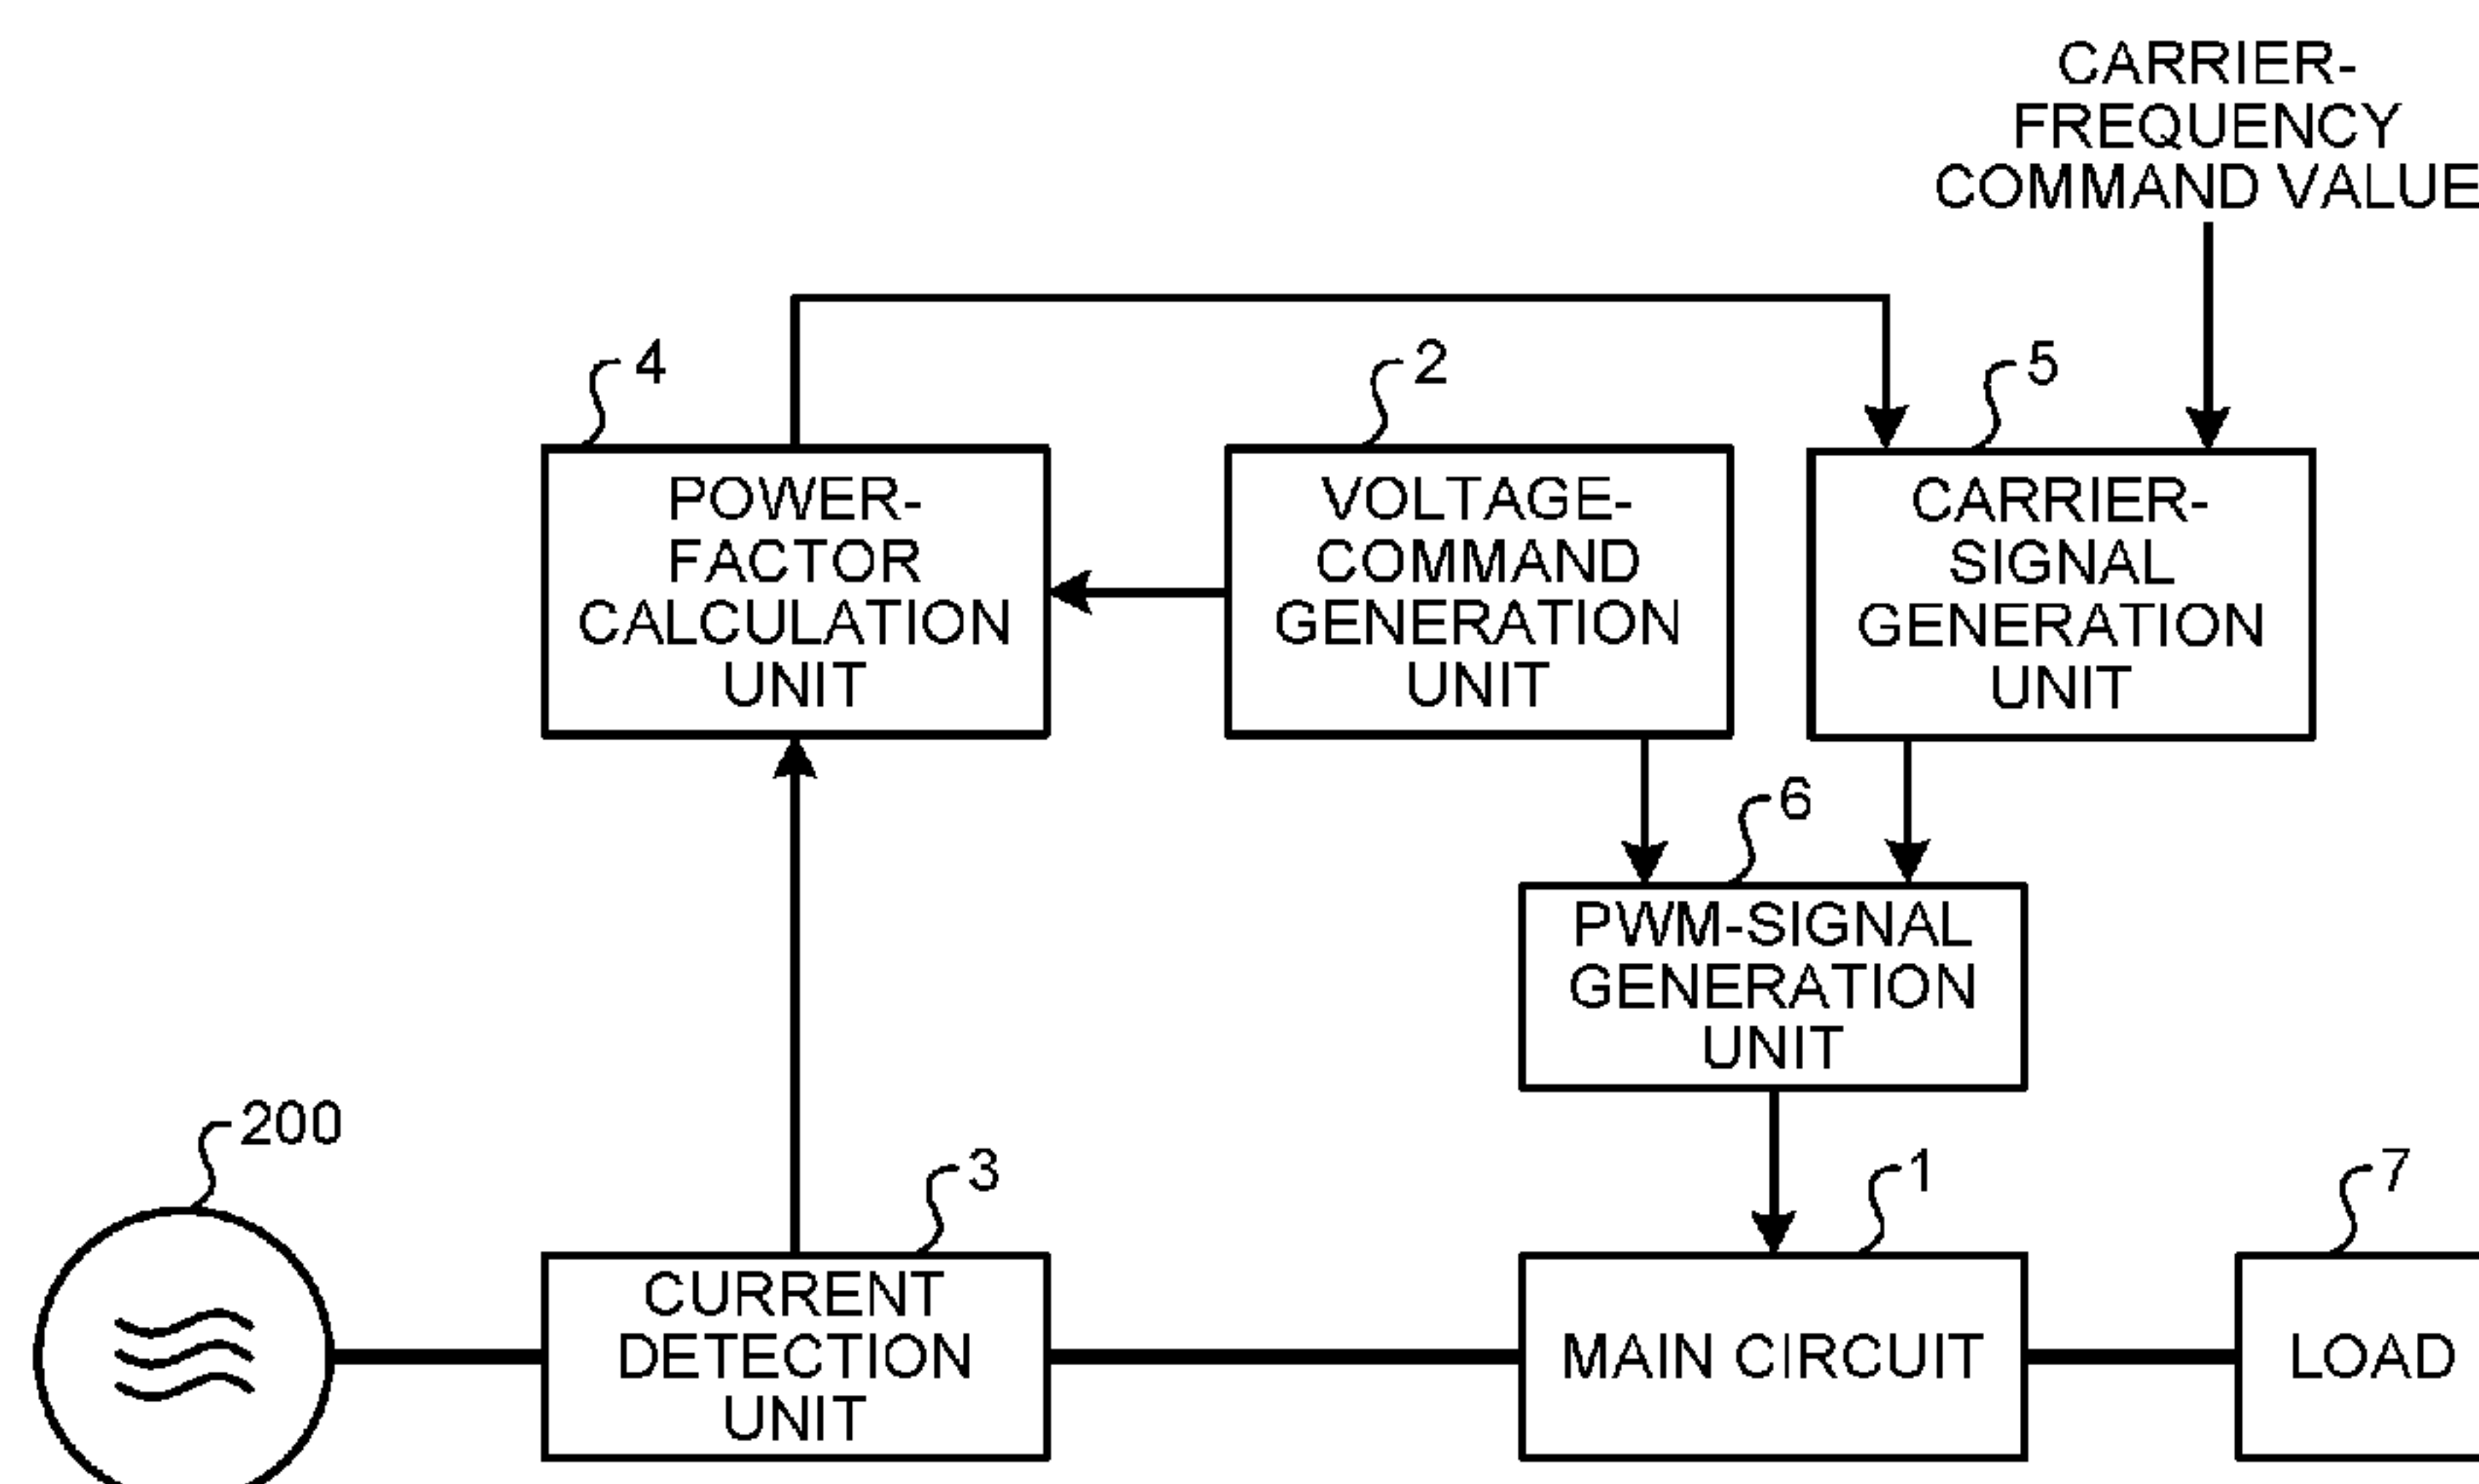 CARRIER-
FREQUENCY
COMMAND VALUE
4
2
5
POWER-
FACTOR
CALCULATION
UNIT
VOLTAGE-
COMMAND
GENERATION
UNIT
CARRIER-
SIGNAL
GENERATION
UNIT
6
PWM-SIGNAL
GENERATION
UNIT
200
3
1
7
CURRENT
DETECTION
UNIT
MAIN CIRCUIT
LOAD